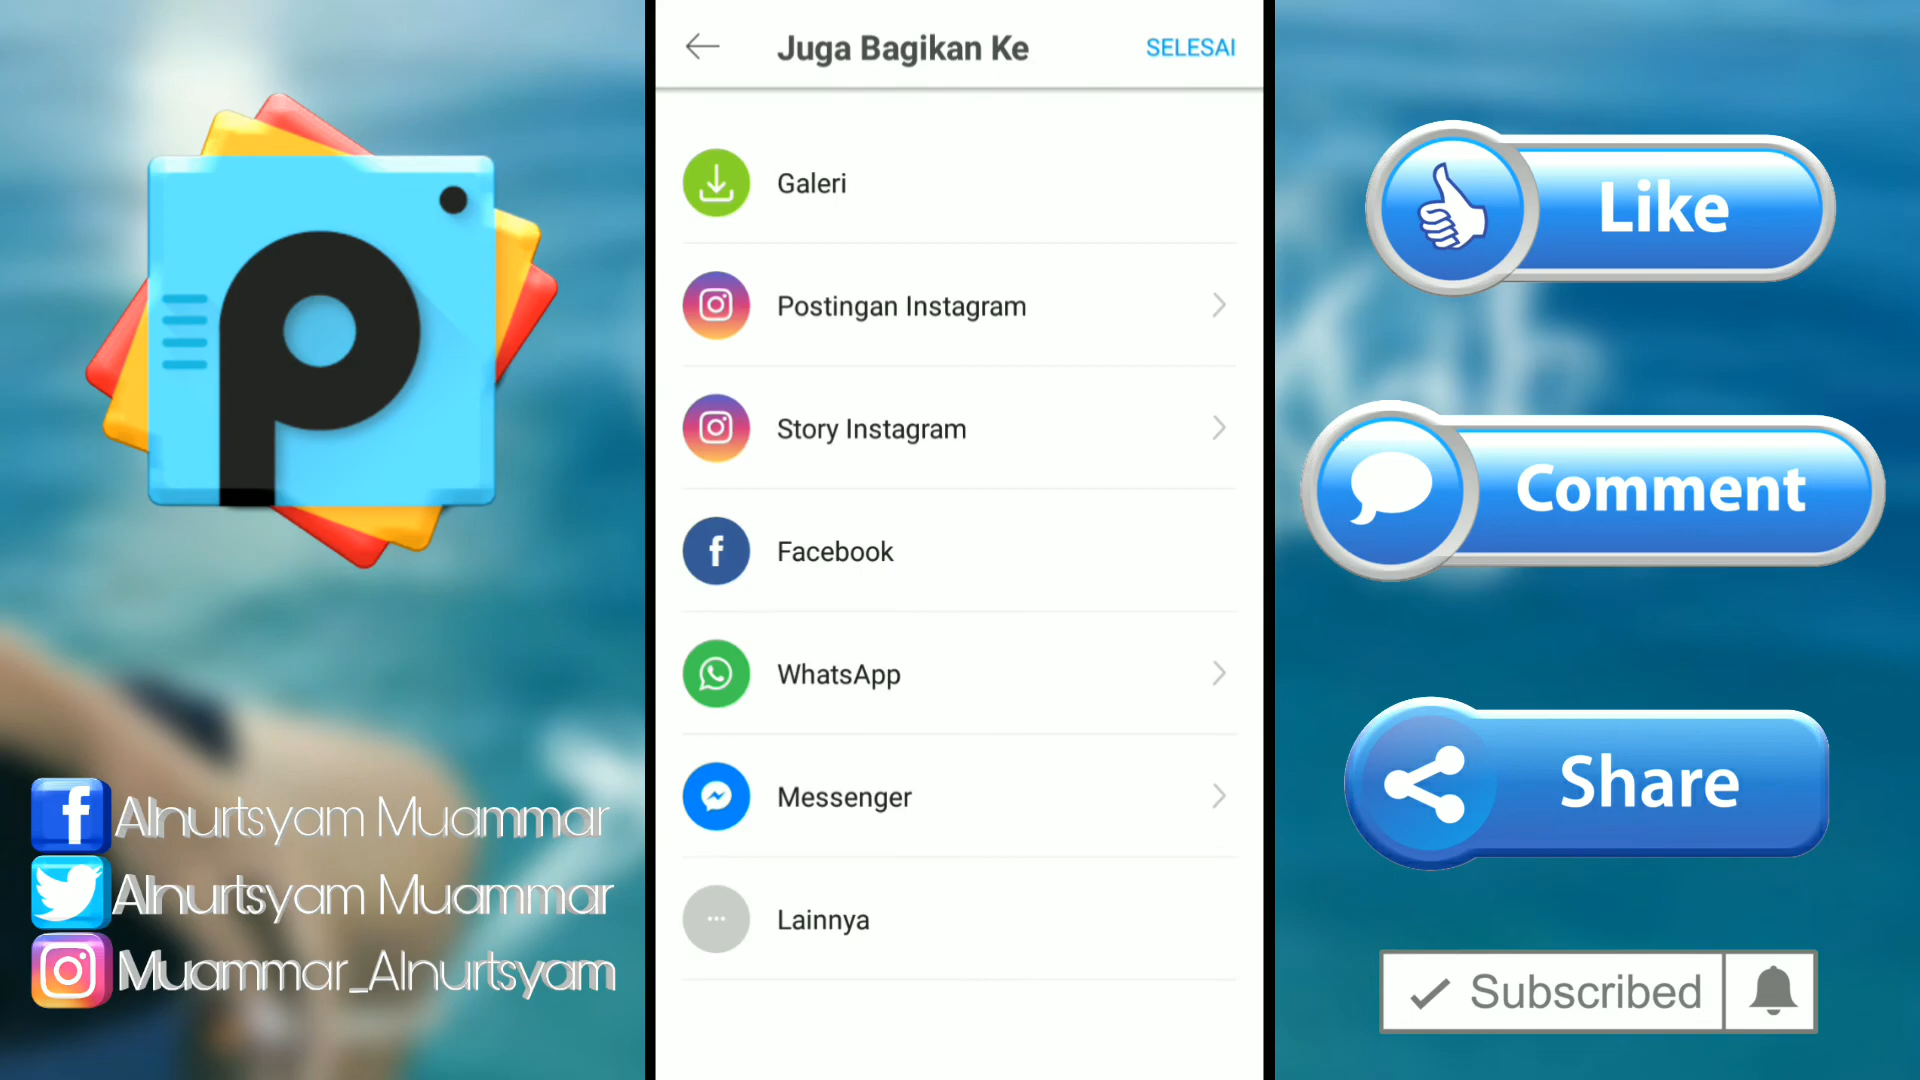 Juga Bagikan Ke
SELESAI
Galeri
Postingan Instagram
Story Instagram
Facebook
WhatsApp
Messenger
Lainnya
Alnurtsyam Muammar
Alnurtsyam Muammar
Muammar_Alnurtsyam
Like
Comment
Share
Subscribed